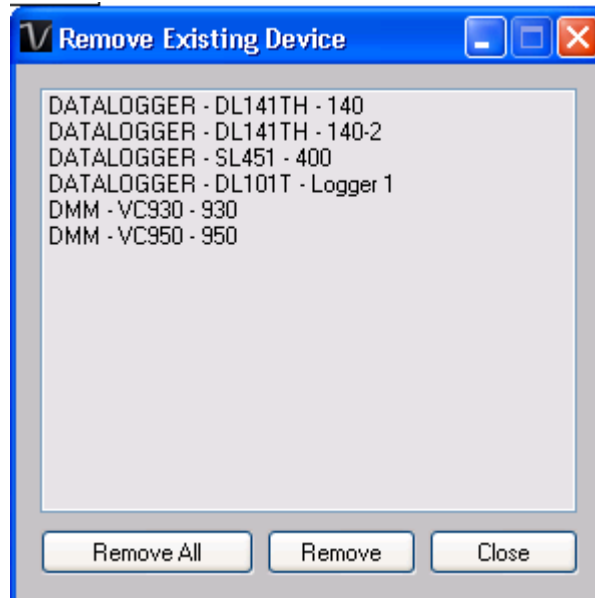 Remove Existing Device
DATALOGGER - DL141TH - 140
DATALOGGER - DL141TH - 140-2
DATALOGGER - SL451 - 400
DATALOGGER - DL101T - Logger 1
DMM - VC930 - 930
DMM - VC950 - 950
Remove All
Remove
Close